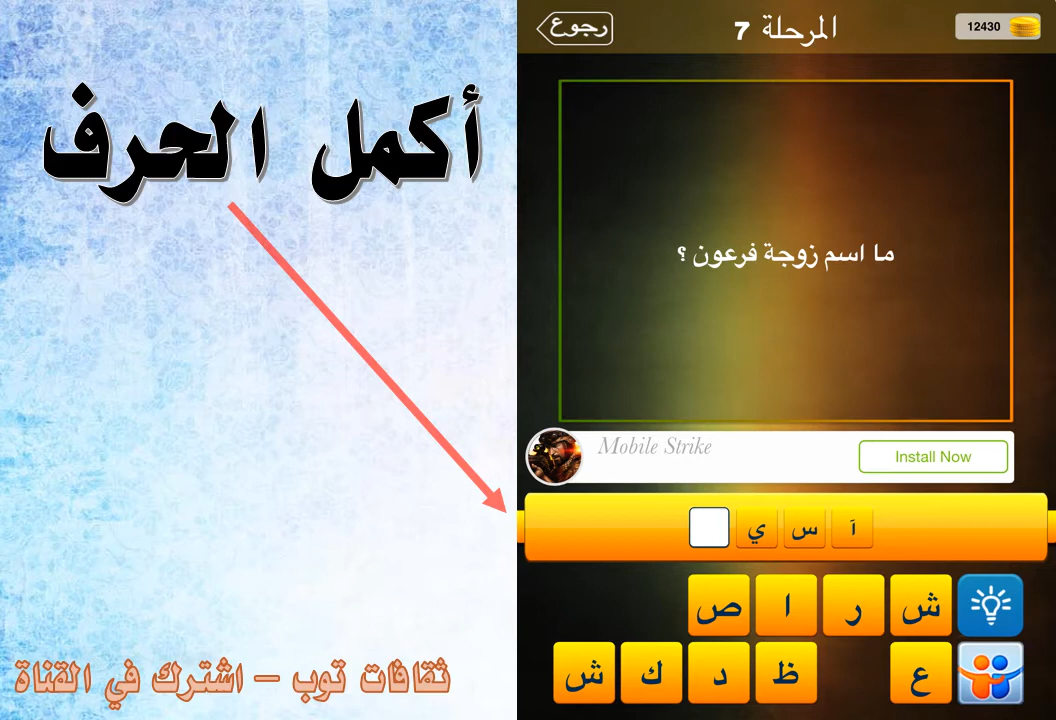 أكمل الحرف
ثقافات توب – اشترك في القناة
رجوع
المرحلة 7
12430
ما اسم زوجة فرعون ؟
Mobile Strike
Install Now
آ س ي
ش ر ا ص
ع ظ د ك ش